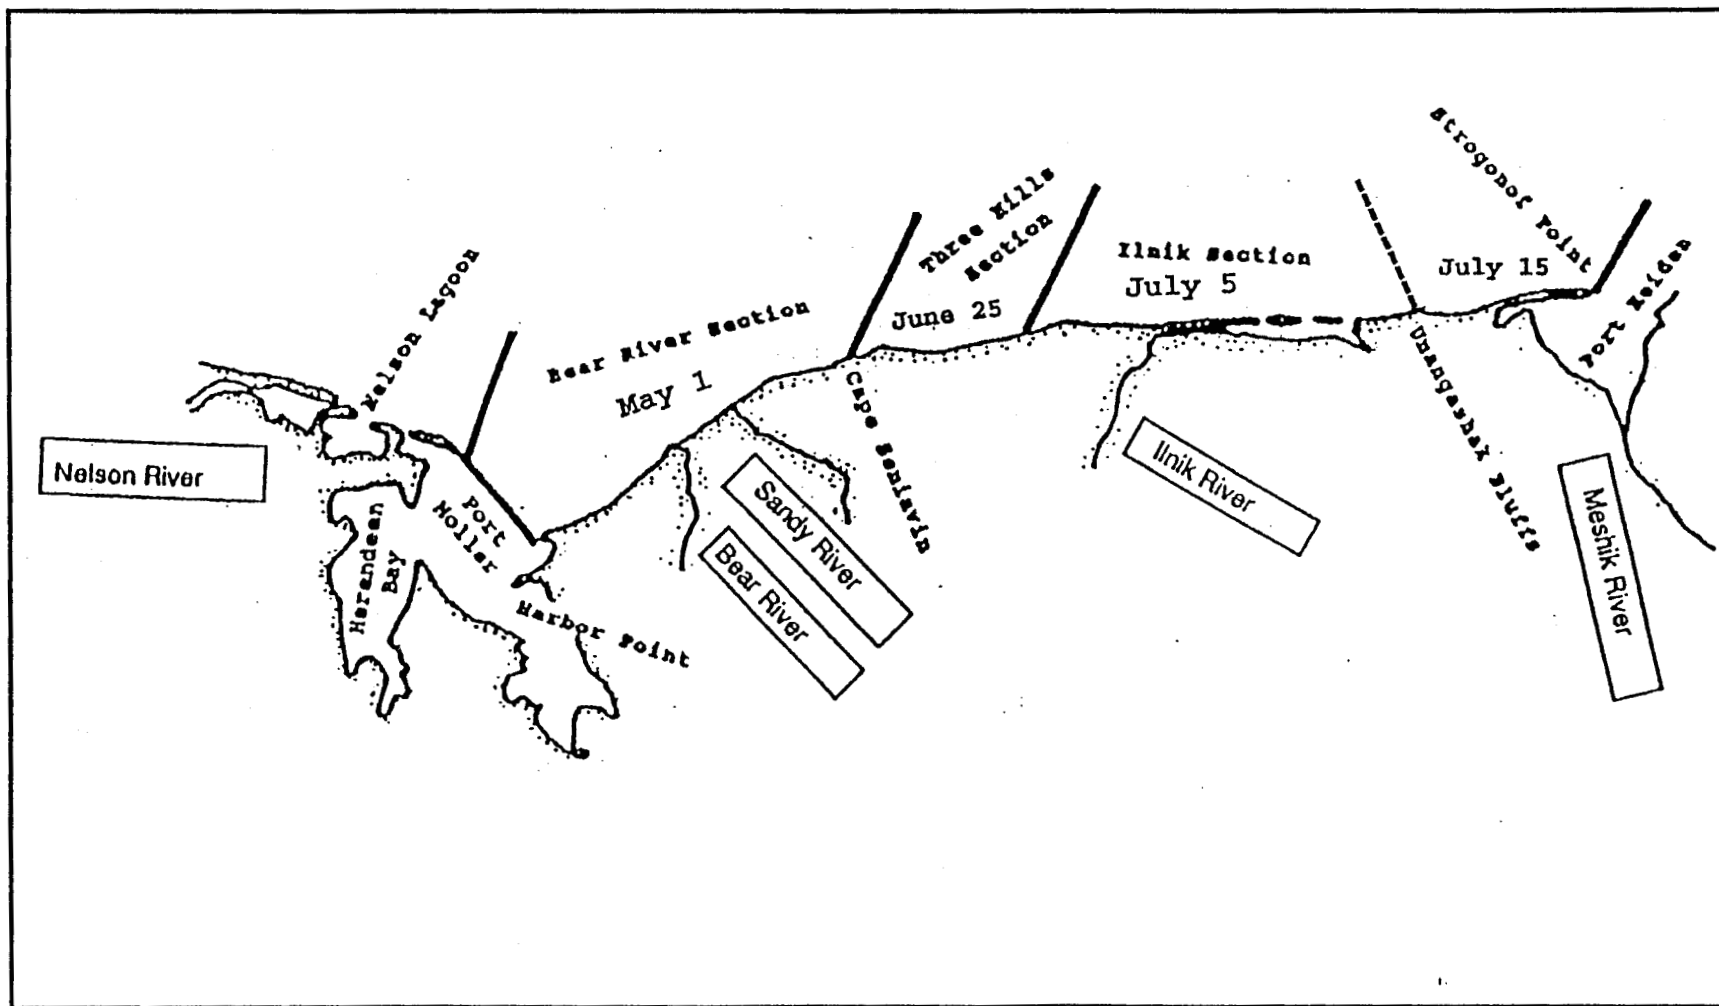 Strogonof Point
Three Hills
Section
Ilnik Section
July 5
July 15
Port Heiden
Nelson Lagoon
Bear River Section
May 1
June 25
Cape Seniavin
Unangashak Bluffs
Nelson River
Port
Moller
Herendeen
Bay
Harbor Point
Sandy River
Bear River
Ilnik River
Meshik River